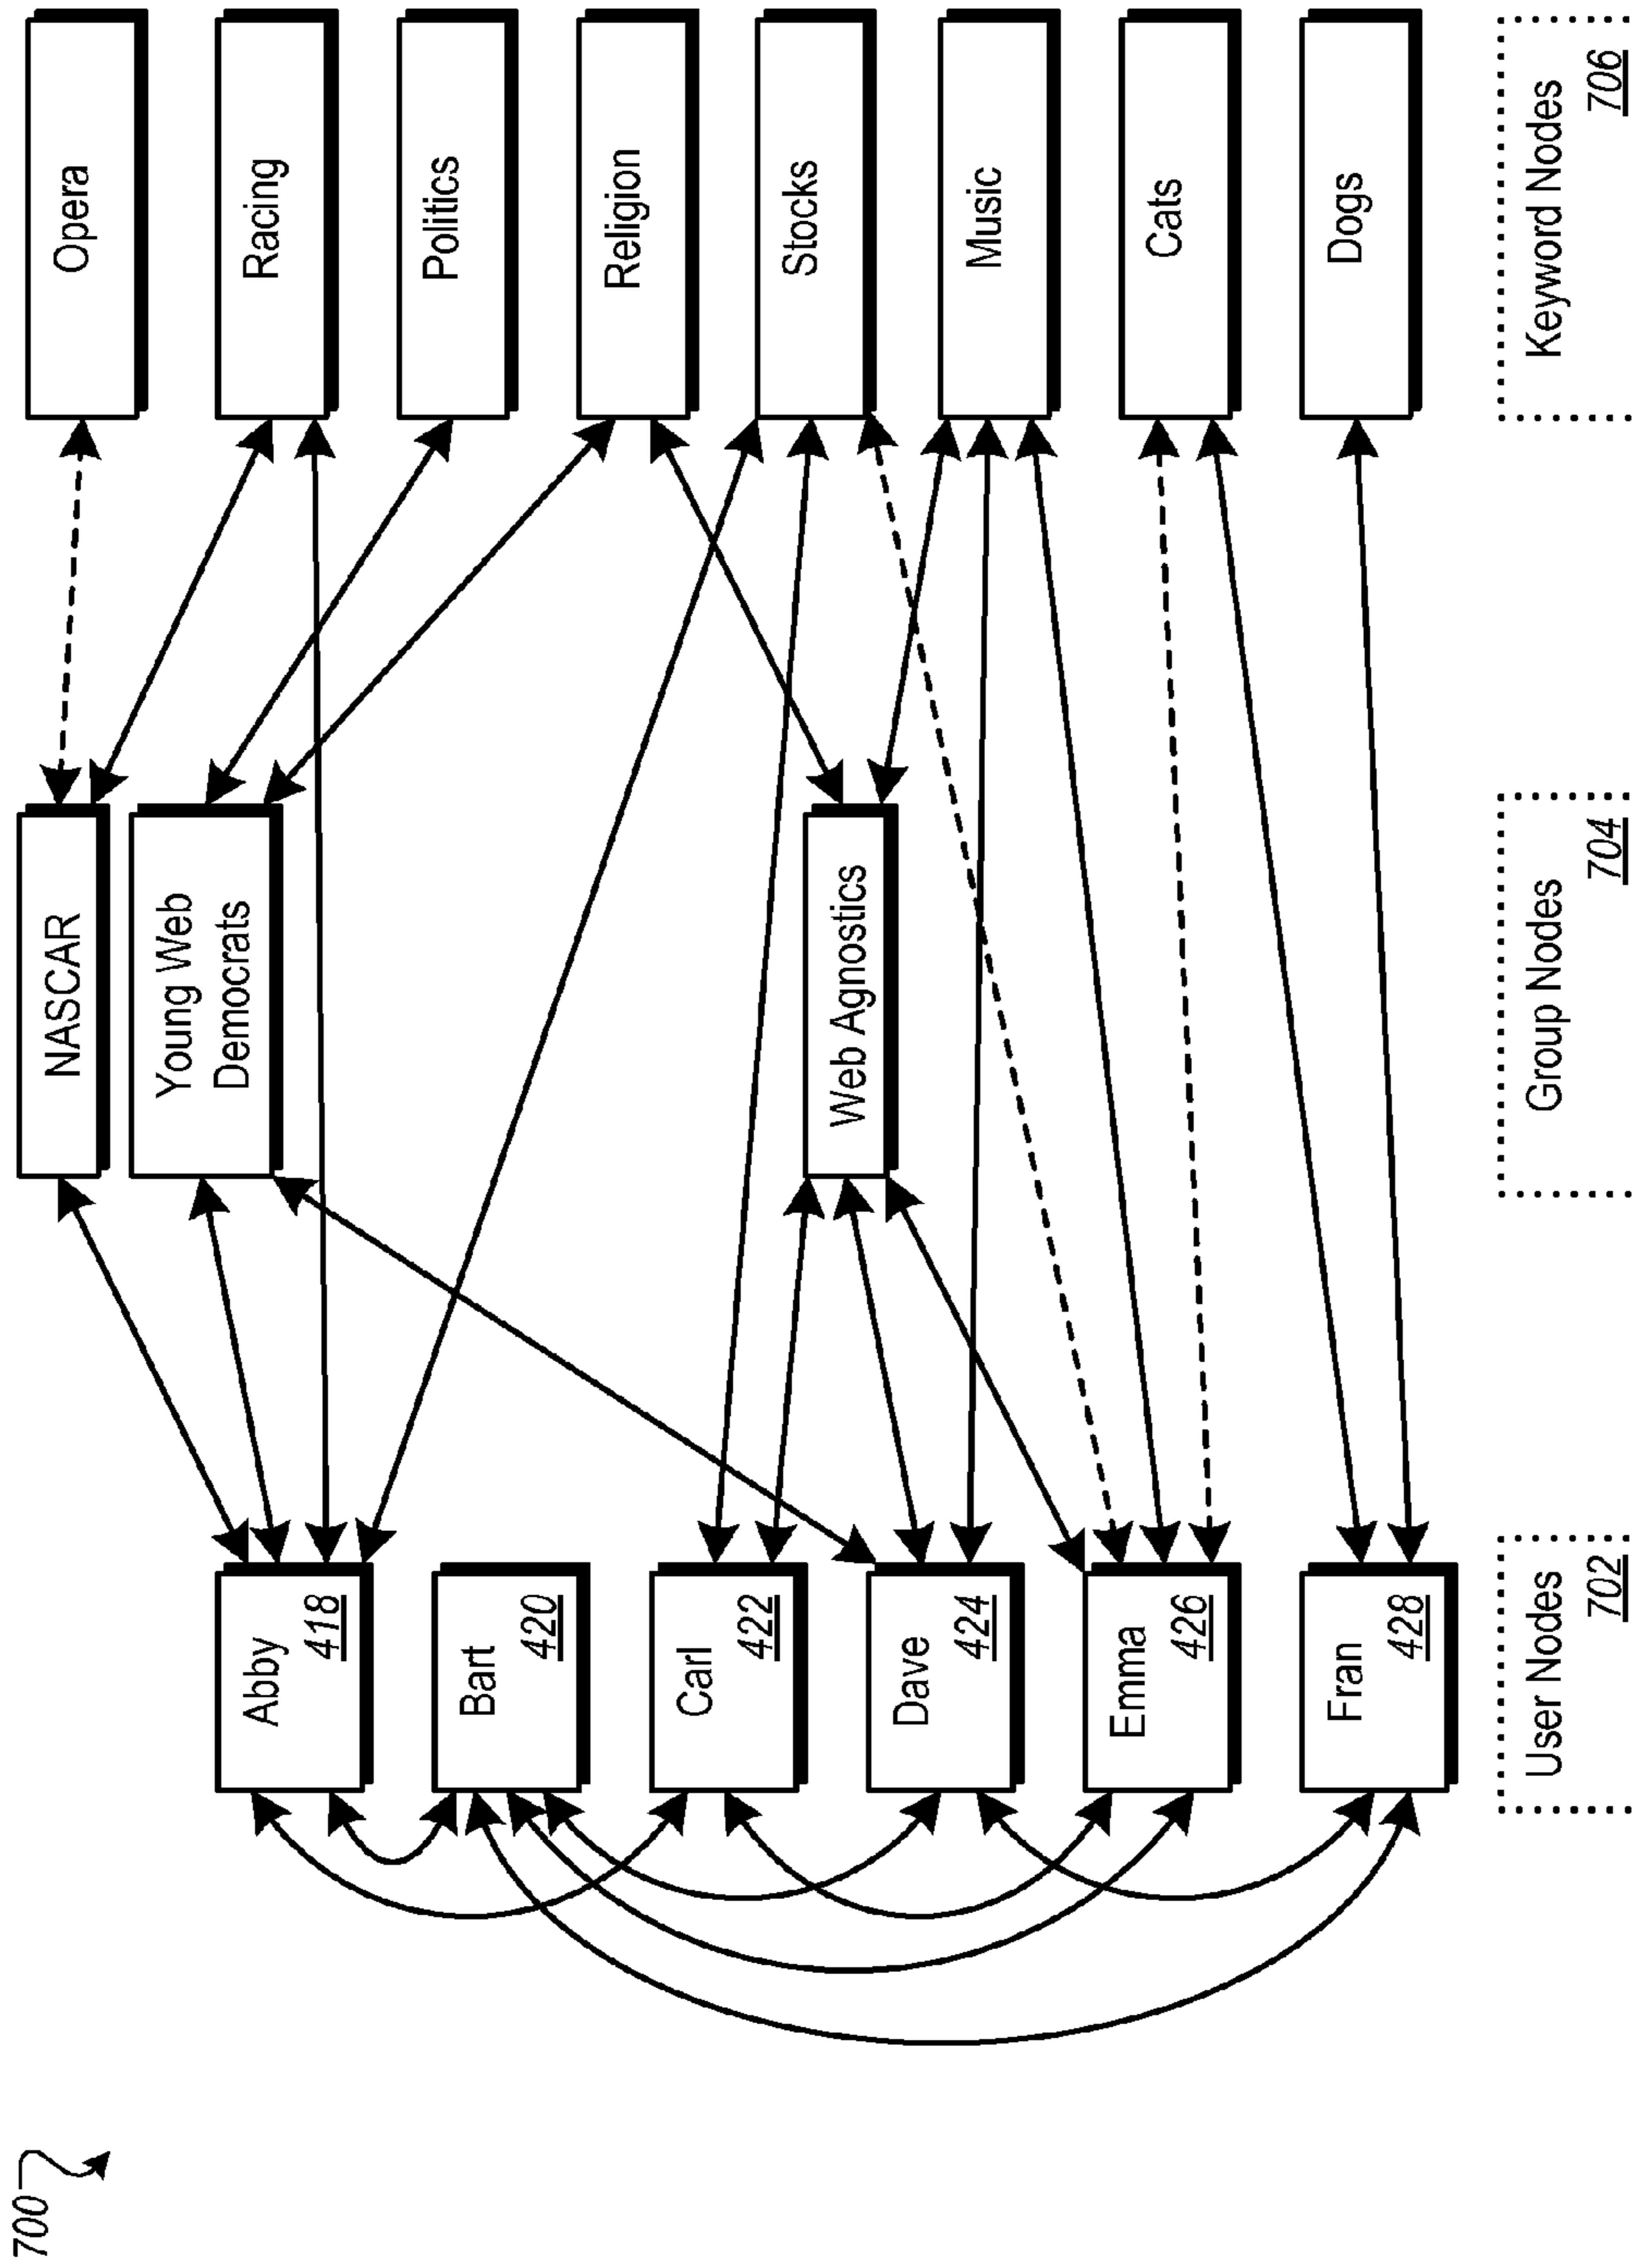 700
Abby
418
Bart
420
Carl
422
Dave
424
Emma
426
Fran
428
User Nodes
702
NASCAR
Young Web
Democrats
Web Agnostics
Group Nodes
704
Opera
Racing
Politics
Religion
Stocks
Music
Cats
Dogs
Keyword Nodes
706